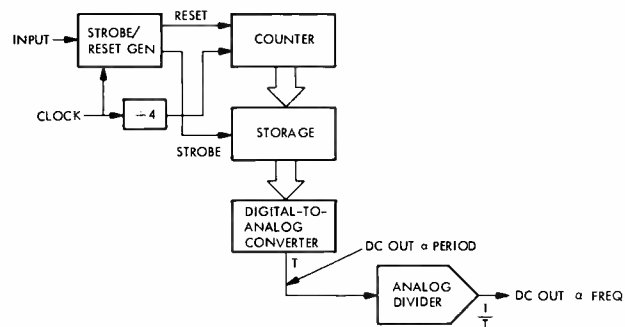 RESET
INPUT
STROBE/
RESET GEN
COUNTER
CLOCK
÷4
STROBE
STORAGE
DIGITAL-TO-
ANALOG
CONVERTER
T
DC OUT α PERIOD
ANALOG
DIVIDER
DC OUT α FREQ
1
T